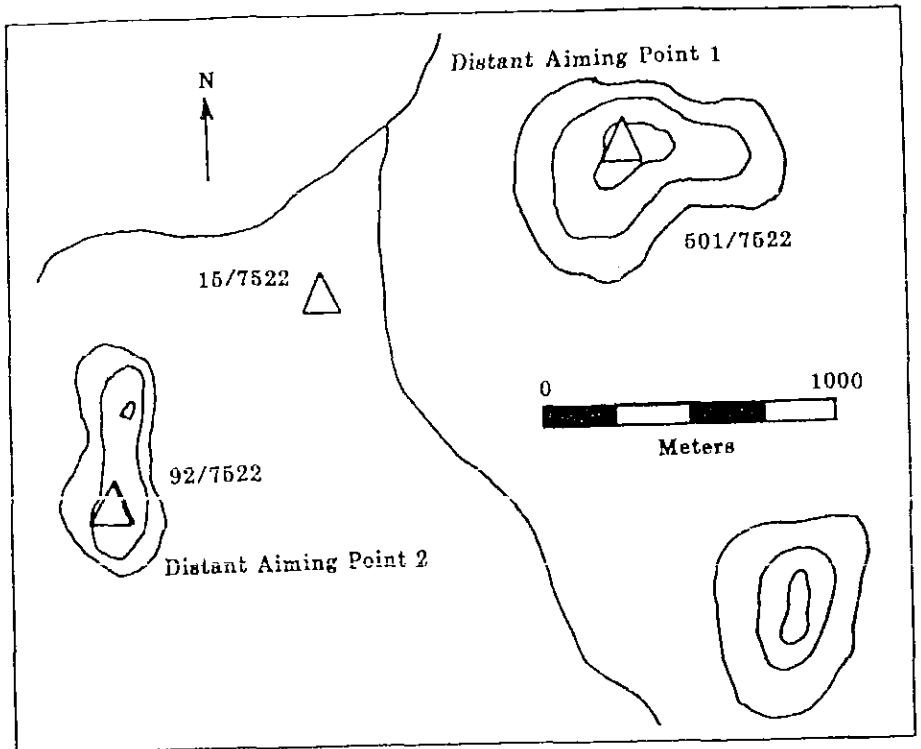 Distant Aiming Point 1
N
501/7522
15/7522
0 1000
Meters
92/7522
Distant Aiming Point 2